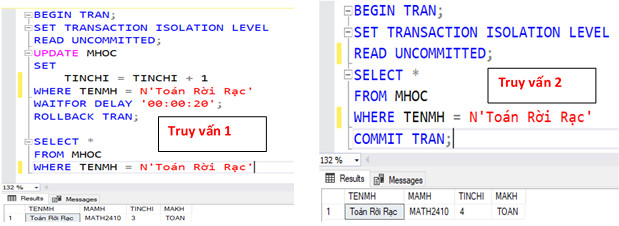 BEGIN TRAN;
SET TRANSACTION ISOLATION LEVEL
READ UNCOMMITTED;
UPDATE MHOC
SET
TINCHI = TINCHI + 1
WHERE TENMH = N'Toán Rời Rạc'
WAITFOR DELAY '00:00:20';
ROLLBACK TRAN;
Truy vấn 1
SELECT *
FROM MHOC
WHERE TENMH = N'Toán Rời Rạc'
132 %
Results Messages
TENMH MAMH TINCHI MAKH
1 Toán Rời Rạc MATH2410 3 TOAN
BEGIN TRAN;
SET TRANSACTION ISOLATION LEVEL
READ UNCOMMITTED;
SELECT *
Truy vấn 2
FROM MHOC
WHERE TENMH = N'Toán Rời Rạc'
COMMIT TRAN;
132 %
Results Messages
TENMH MAMH TINCHI MAKH
1 Toán Rời Rạc MATH2410 4 TOAN